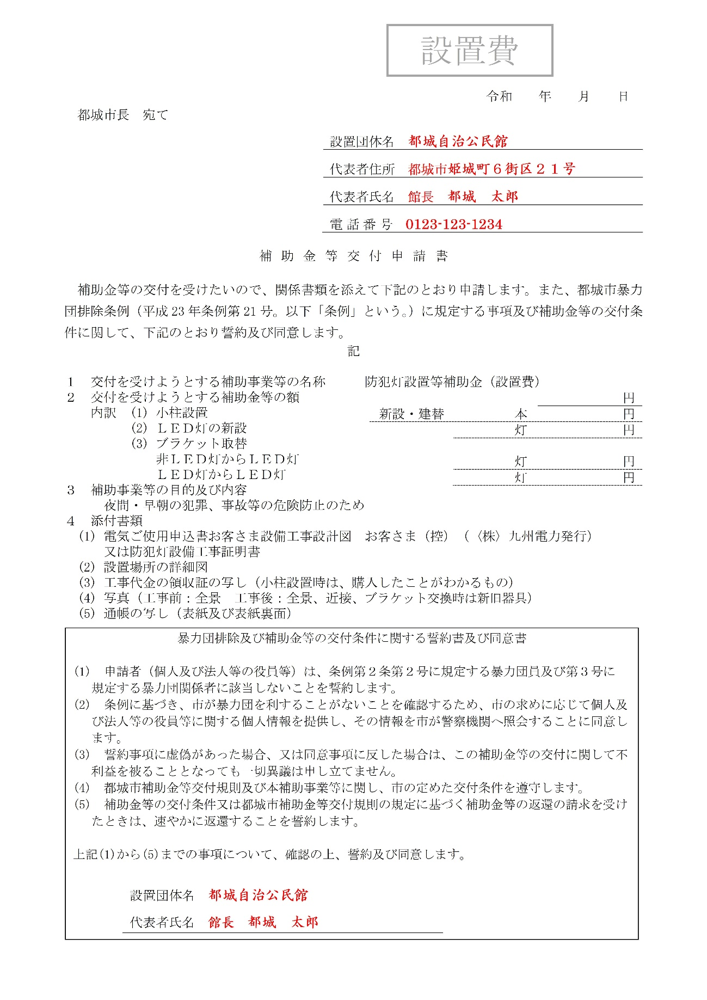 設置費
令和　　年　　月　　日
都城市長　宛て
設置団体名　都城自治公民館
代表者住所　都城市姫城町６街区２１号
代表者氏名　館長　都城　太郎
電話番号　0123-123-1234
補助金等交付申請書
補助金等の交付を受けたいので、関係書類を添えて下記のとおり申請します。また、都城市暴力
団排除条例（平成 23 年条例第 21 号。以下「条例」という。）に規定する事項及び補助金等の交付条
件に関して、下記のとおり誓約及び同意します。
記
１　交付を受けようとする補助事業等の名称　　　防犯灯設置等補助金（設置費）
２　交付を受けようとする補助金等の額　　　円
内訳　(1) 小柱設置　　　新設・建替　　　本　　　円
(2) ＬＥＤ灯の新設　　　灯　　　円
(3) ブラケット取替
非ＬＥＤ灯からＬＥＤ灯　　　灯　　　円
ＬＥＤ灯からＬＥＤ灯　　　灯　　　円
３　補助事業等の目的及び内容
夜間・早朝の犯罪、事故等の危険防止のため
４　添付書類
(1) 電気ご使用申込書お客さま設備工事設計図　お客さま（控）（〈株〉九州電力発行）
又は防犯灯設備工事証明書
(2) 設置場所の詳細図
(3) 工事代金の領収証の写し（小柱設置時は、購入したことがわかるもの）
(4) 写真（工事前：全景　工事後：全景、近接、ブラケット交換時は新旧器具）
(5) 通帳の写し（表紙及び表紙裏面）
暴力団排除及び補助金等の交付条件に関する誓約書及び同意書
(1)　申請者（個人及び法人等の役員等）は、条例第２条第２号に規定する暴力団員及び第３号に
規定する暴力団関係者に該当しないことを誓約します。
(2)　条例に基づき、市が暴力団を利することがないことを確認するため、市の求めに応じて個人及
び法人等の役員等に関する個人情報を提供し、その情報を市が警察機関へ照会することに同意し
ます。
(3)　誓約事項に虚偽があった場合、又は同意事項に反した場合は、この補助金等の交付に関して不
利益を被ることとなっても一切異議は申し立てません。
(4)　都城市補助金等交付規則及び本補助事業等に関し、市の定めた交付条件を遵守します。
(5)　補助金等の交付条件又は都城市補助金等交付規則の規定に基づく補助金等の返還の請求を受け
たときは、速やかに返還することを誓約します。
上記(1)から(5)までの事項について、確認の上、誓約及び同意します。
設置団体名　都城自治公民館
代表者氏名　館長　都城　太郎